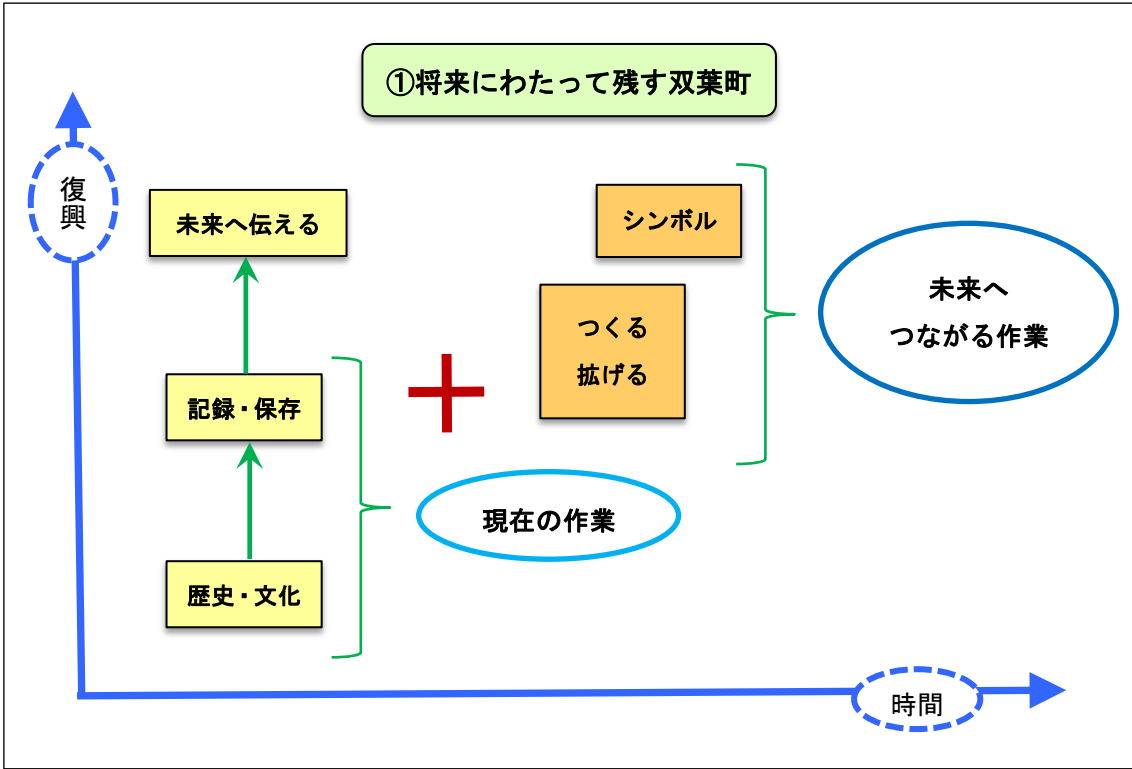 ①将来にわたって残す双葉町
復興
未来へ伝える
シンボル
つくる
拡げる
未来へ
つながる作業
記録・保存
現在の作業
歴史・文化
時間